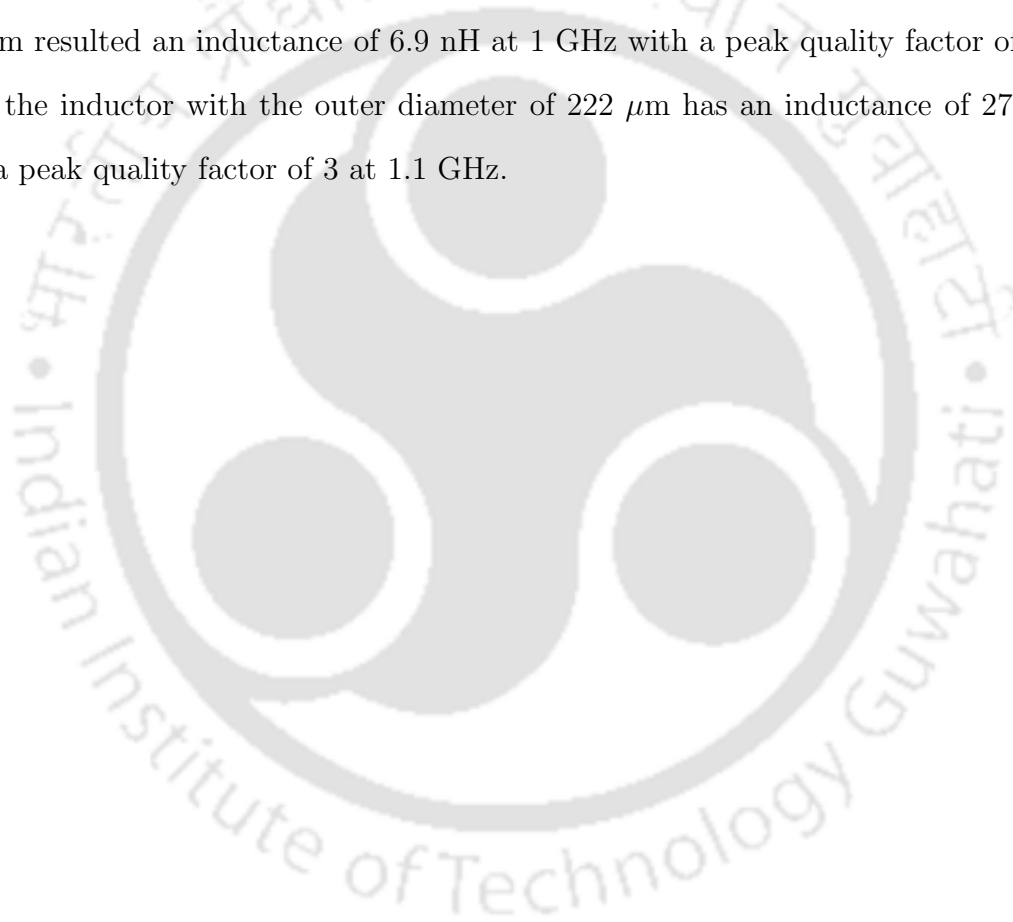 m resulted an inductance of 6.9 nH at 1 GHz with a peak quality factor of
the inductor with the outer diameter of 222 μm has an inductance of 27
a peak quality factor of 3 at 1.1 GHz.
Indian Institute of Technology Guwahati